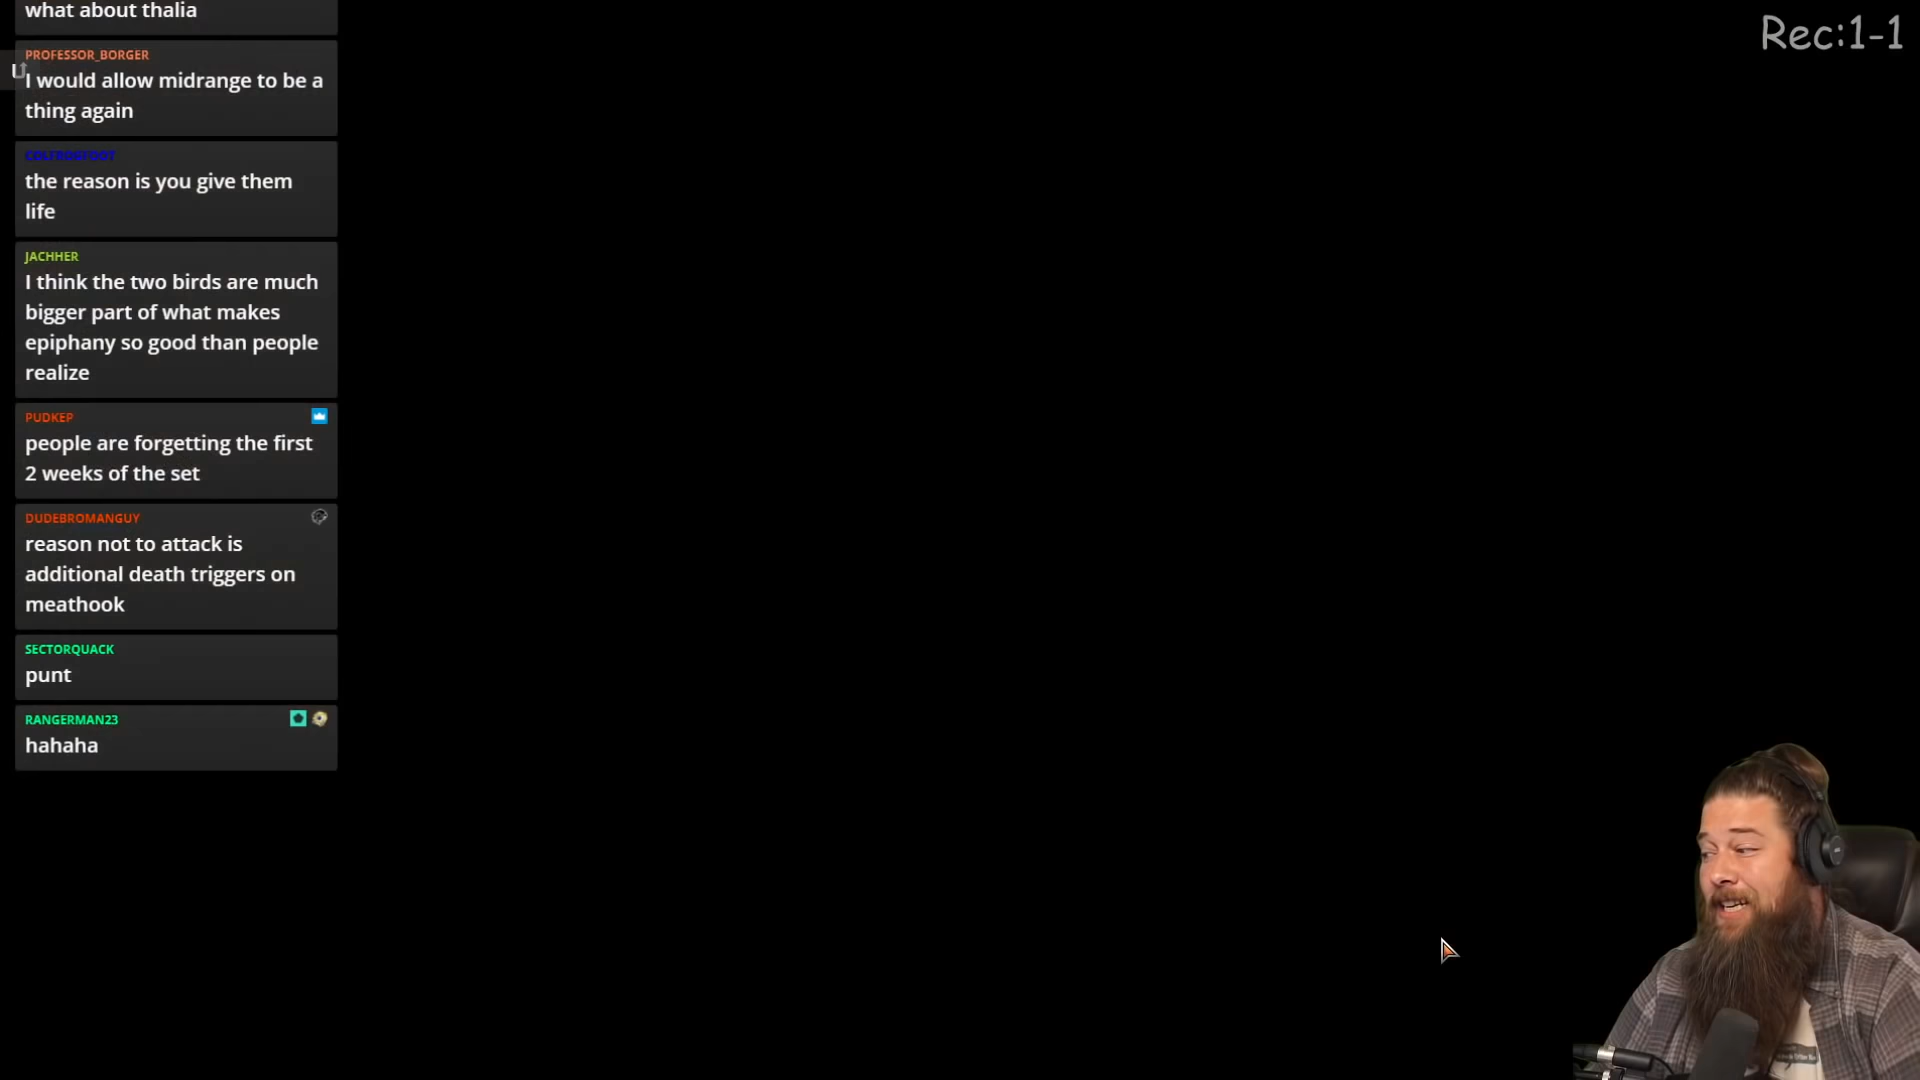 what about thalia
Rec:1-1
PROFESSOR_BORGER
I would allow midrange to be a
thing again
the reason is you give them
life
JACHHER
I think the two birds are much
bigger part of what makes
epiphany so good than people
realize
PUDKEP
people are forgetting the first
2 weeks of the set
DUDEBROMANGUY
reason not to attack is
additional death triggers on
meathook
SECTORQUACK
punt
RANGERMAN23
hahaha